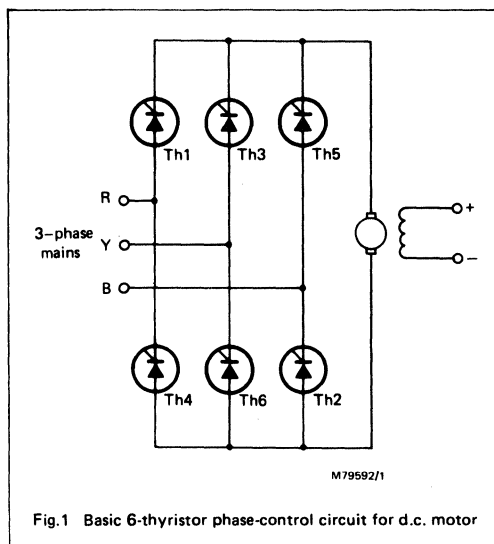 Th1
Th3
Th5
R
3-phase
mains
Y
B
+
−
Th4
Th6
Th2
M79592/1
Fig.1 Basic 6-thyristor phase-control circuit for d.c. motor